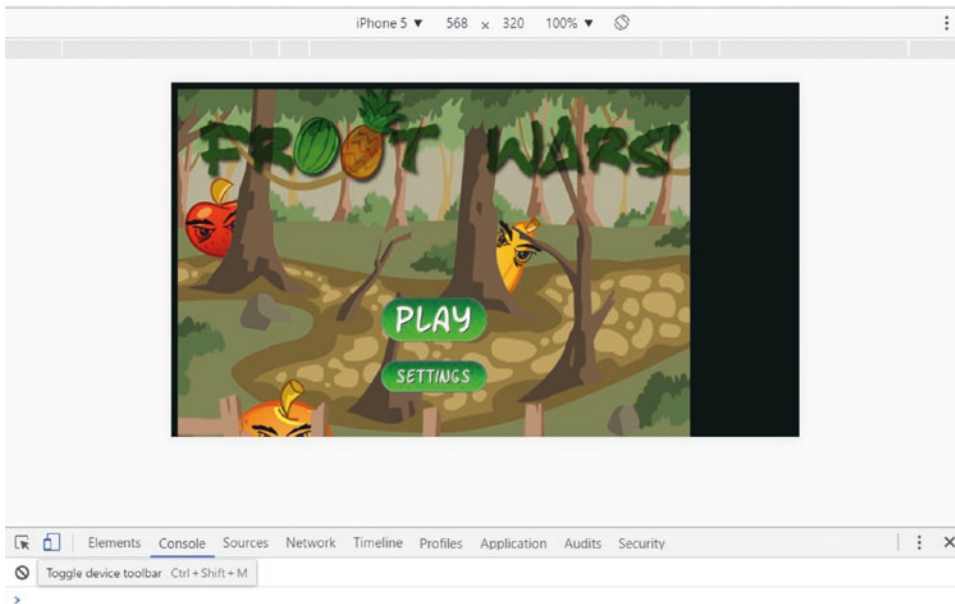 iPhone 5 ▼ 568 × 320 100% ▼
FROOT WARS
PLAY
SETTINGS
Elements Console Sources Network Timeline Profiles Application Audits Security
Toggle device toolbar Ctrl + Shift + M
>